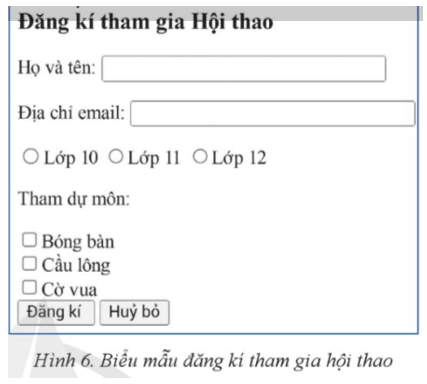 Đăng kí tham gia Hội thao
Họ và tên:
Địa chỉ email:
Lớp 10 Lớp 11 Lớp 12
Tham dự môn:
Bóng bàn
Cầu lông
Cờ vua
Đăng kí Huỷ bỏ
Hình 6. Biểu mẫu đăng kí tham gia hội thao